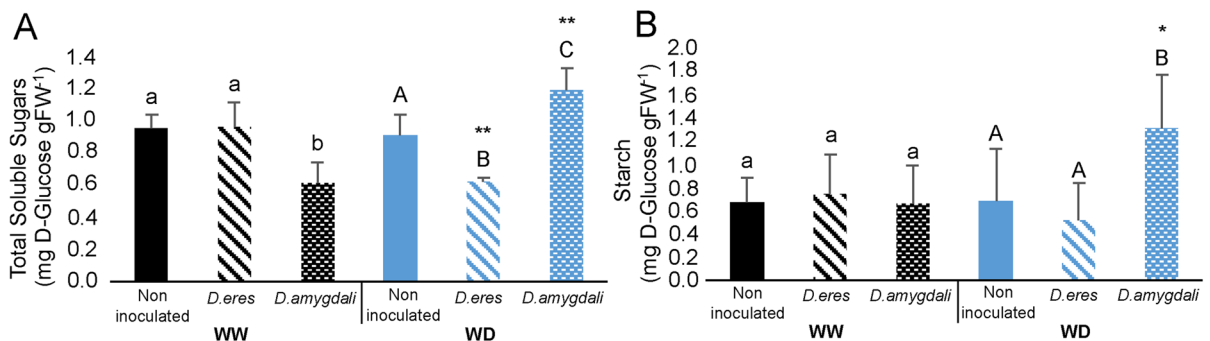 A
Total Soluble Sugars
(mg D-Glucose gFW⁻¹)
1.4
1.2
1.0
0.8
0.6
0.4
0.2
0.0
a
a
b
A
**
B
**
C
Non
inoculated
D.eres
D.amygdali
Non
inoculated
D.eres
D.amygdali
WW
WD
B
Starch
(mg D-Glucose gFW⁻¹)
2.0
1.8
1.6
1.4
1.2
1.0
0.8
0.6
0.4
0.2
0.0
a
a
a
A
A
*
B
Non
inoculated
D.eres
D.amygdali
Non
inoculated
D.eres
D.amygdali
WW
WD